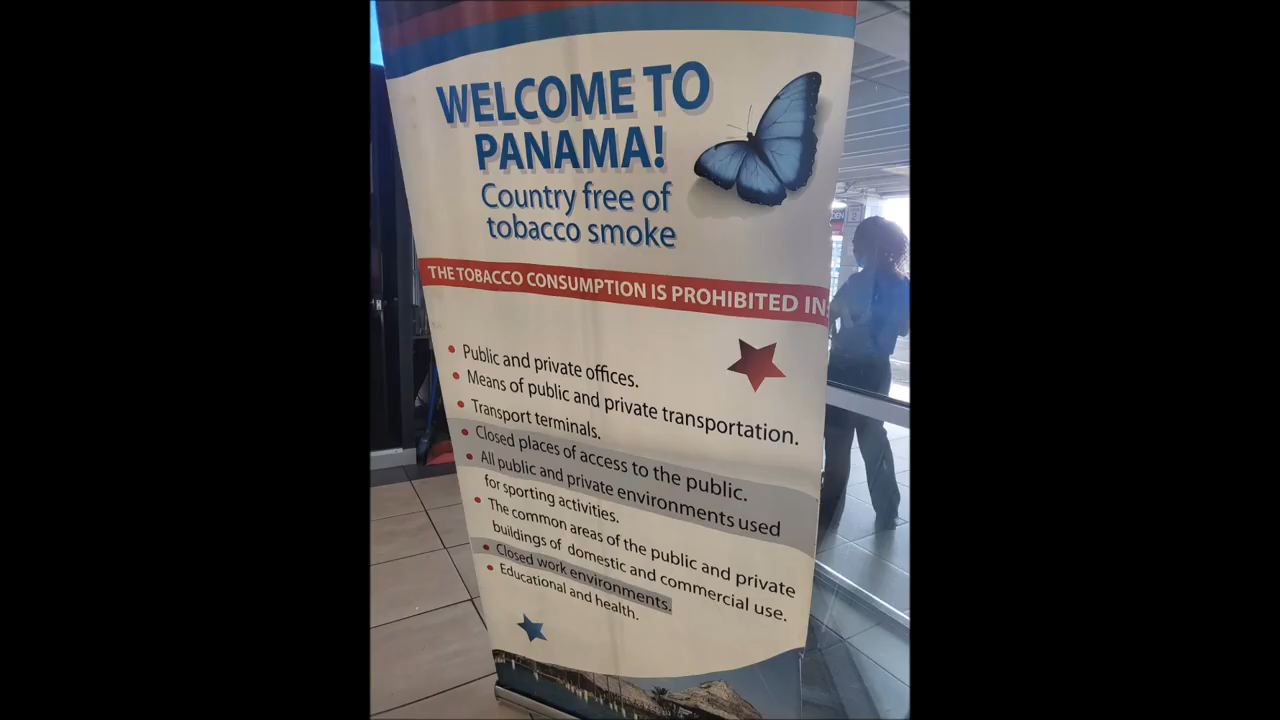 WELCOME TO
PANAMA!
Country free of
tobacco smoke
THE TOBACCO CONSUMPTION IS PROHIBITED IN:
• Public and private offices.
• Means of public and private transportation.
• Transport terminals.
• Closed places of access to the public.
• All public and private environments used
for sporting activities.
• The common areas of the public and private
buildings of domestic and commercial use.
• Closed work environments.
• Educational and health.